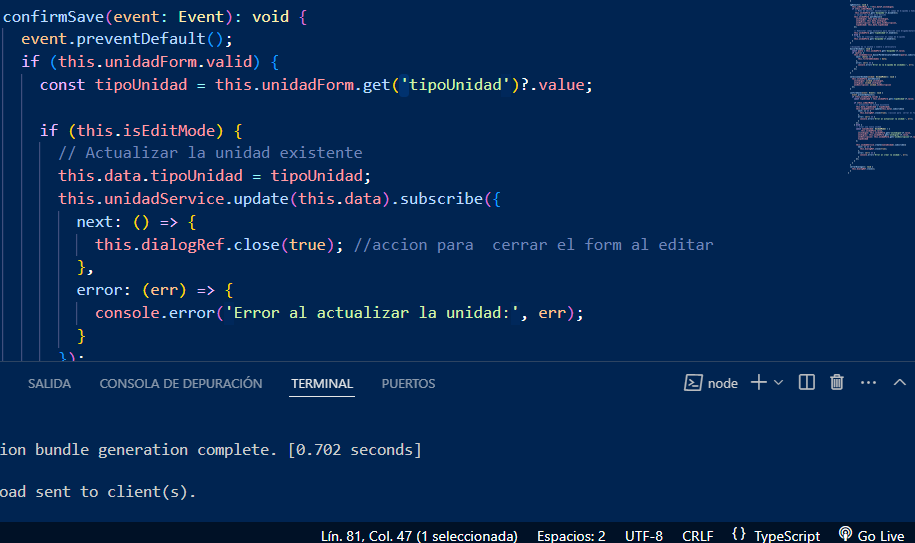 confirmSave(event: Event): void {
event.preventDefault();
if (this.unidadForm.valid) {
const tipoUnidad = this.unidadForm.get('tipoUnidad')?.value;
if (this.isEditMode) {
// Actualizar la unidad existente
this.data.tipoUnidad = tipoUnidad;
this.unidadService.update(this.data).subscribe({
next: () => {
this.dialogRef.close(true); //accion para  cerrar el form al editar
},
error: (err) => {
console.error('Error al actualizar la unidad:', err);
}
});
SALIDA CONSOLA DE DEPURACIÓN TERMINAL PUERTOS node
ion bundle generation complete. [0.702 seconds]
oad sent to client(s).
Lín. 81, Col. 47 (1 seleccionada) Espacios: 2 UTF-8 CRLF {} TypeScript Go Live